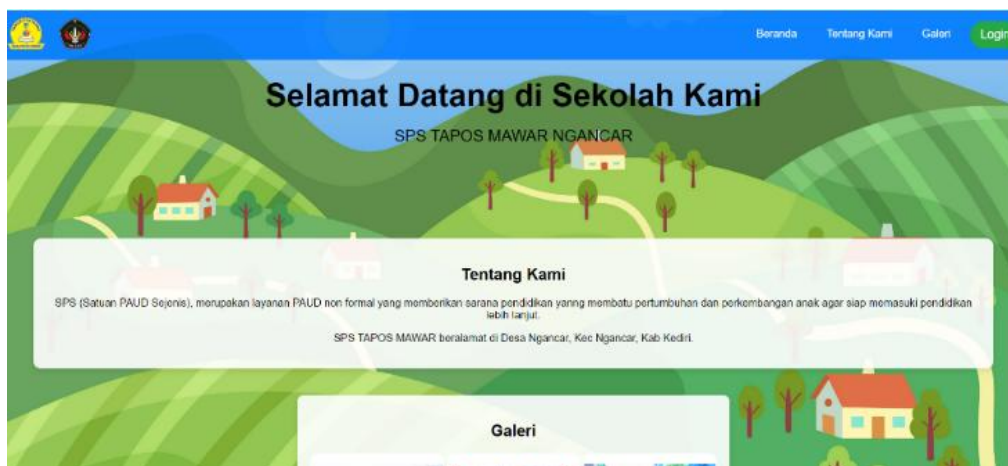 Beranda Tentang Kami Galeri Login
Selamat Datang di Sekolah Kami
SPS TAPOS MAWAR NGANCAR
Tentang Kami
SPS (Satuan PAUD Sejenis), merupakan layanan PAUD non formal yang memberikan sarana pendidikan yanng membatu pertumbuhan dan perkembangan anak agar siap memasuki pendidikan
lebih lanjut.
SPS TAPOS MAWAR beralamat di Desa Ngancar, Kec Ngancar, Kab Kediri.
Galeri